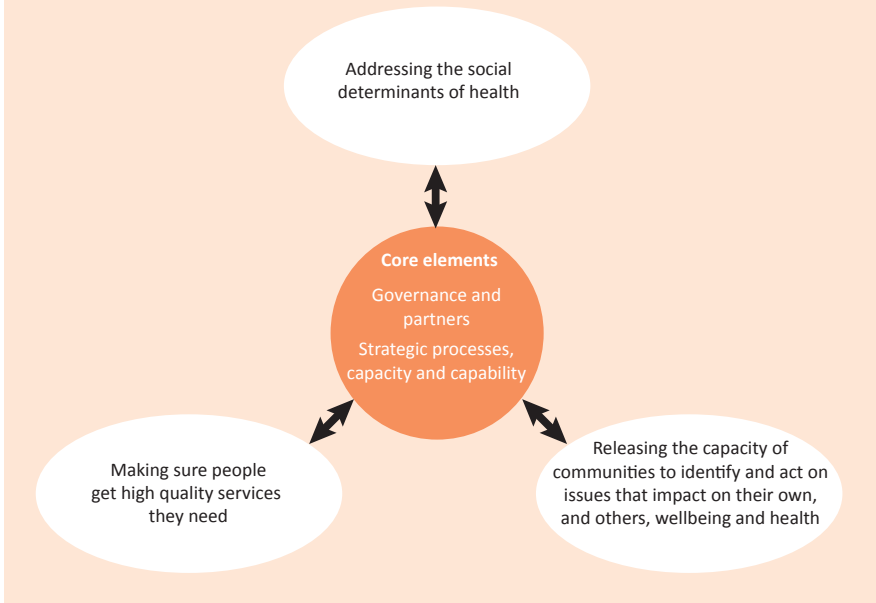 Addressing the social
determinants of health
Core elements
Governance and
partners
Strategic processes,
capacity and capability
Making sure people
get high quality services
they need
Releasing the capacity of
communities to identify and act on
issues that impact on their own,
and others, wellbeing and health